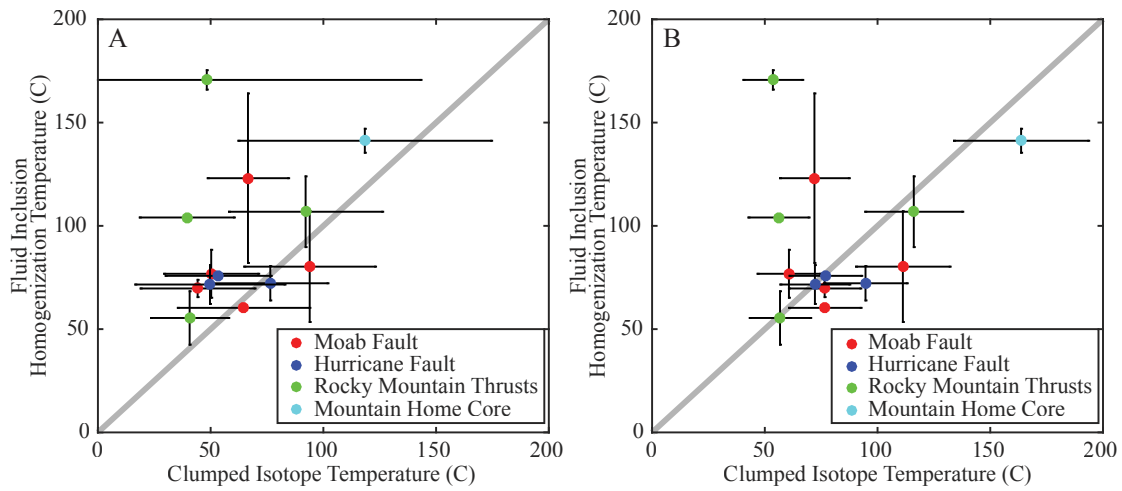 A
200
150
100
50
0
0
50
100
150
200
Fluid Inclusion
Homogenization Temperature (C)
Clumped Isotope Temperature (C)
Moab Fault
Hurricane Fault
Rocky Mountain Thrusts
Mountain Home Core
B
200
150
100
50
0
0
50
100
150
200
Fluid Inclusion
Homogenization Temperature (C)
Clumped Isotope Temperature (C)
Moab Fault
Hurricane Fault
Rocky Mountain Thrusts
Mountain Home Core